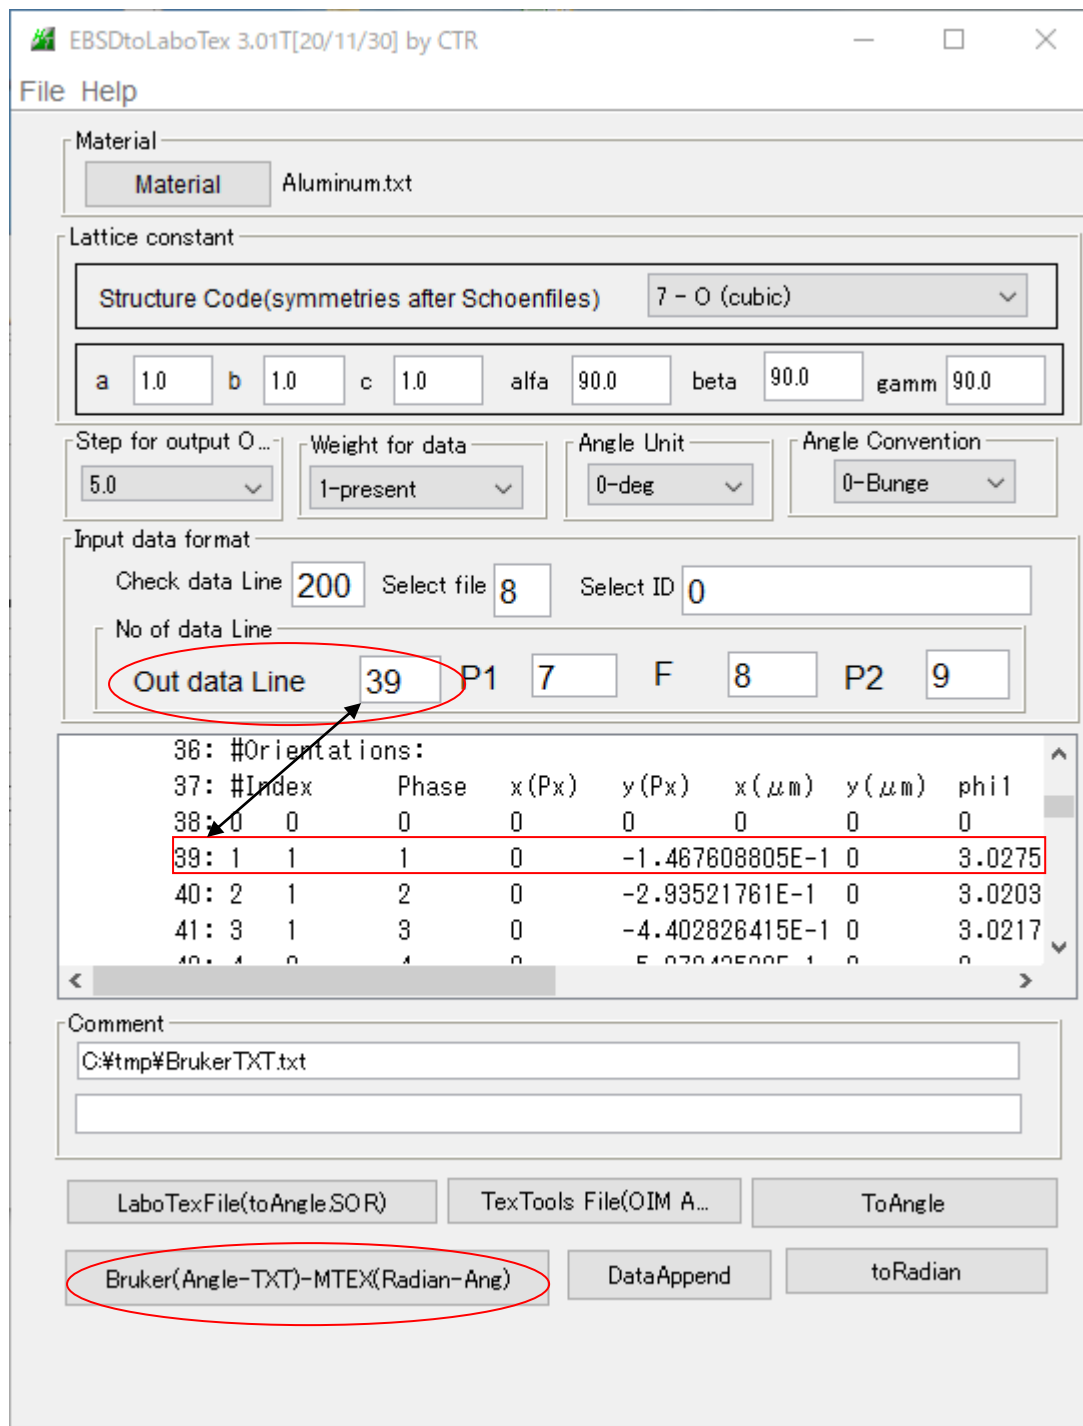 EBSDtoLaboTex 3.01T[20/11/30] by CTR
File Help
Material
Material Aluminum.txt
Lattice constant
Structure Code(symmetries after Schoenfiles) 7 - O (cubic)
a 1.0 b 1.0 c 1.0 alfa 90.0 beta 90.0 gamm 90.0
Step for output O...
Weight for data
Angle Unit
Angle Convention
5.0 1-present 0-deg 0-Bunge
Input data format
Check data Line 200 Select file 8 Select ID 0
No of data Line
Out data Line 39 P1 7 F 8 P2 9
36: #Orientations:
37: #Index Phase x(Px) y(Px) x(μm) y(μm) phi1
38: 0 0 0 0 0 0 0 0
39: 1 1 1 0 -1.467608805E-1 0 3.0275
40: 2 1 2 0 -2.93521761E-1 0 3.0203
41: 3 1 3 0 -4.402826415E-1 0 3.0217
Comment
C:¥tmp¥BrukerTXT.txt
LaboTexFile(toAngle.SOR) TexTools File(OIM A... ToAngle
Bruker(Angle-TXT)-MTEX(Radian-Ang) DataAppend toRadian